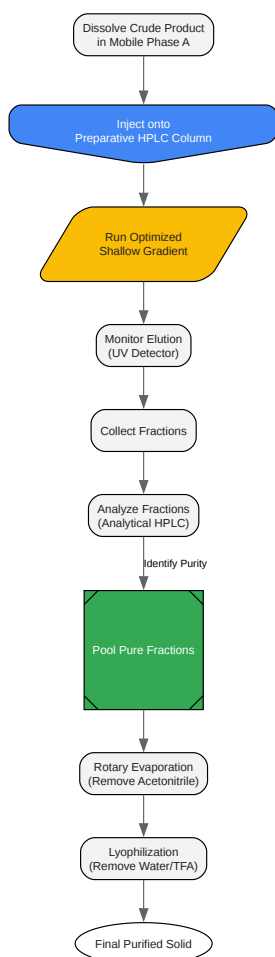 Dissolve Crude Product
in Mobile Phase A
Inject onto
Preparative HPLC Column
Run Optimized
Shallow Gradient
Monitor Elution
(UV Detector)
Collect Fractions
Analyze Fractions
(Analytical HPLC)
Identify Purity
Pool Pure Fractions
Rotary Evaporation
(Remove Acetonitrile)
Lyophilization
(Remove Water/TFA)
Final Purified Solid